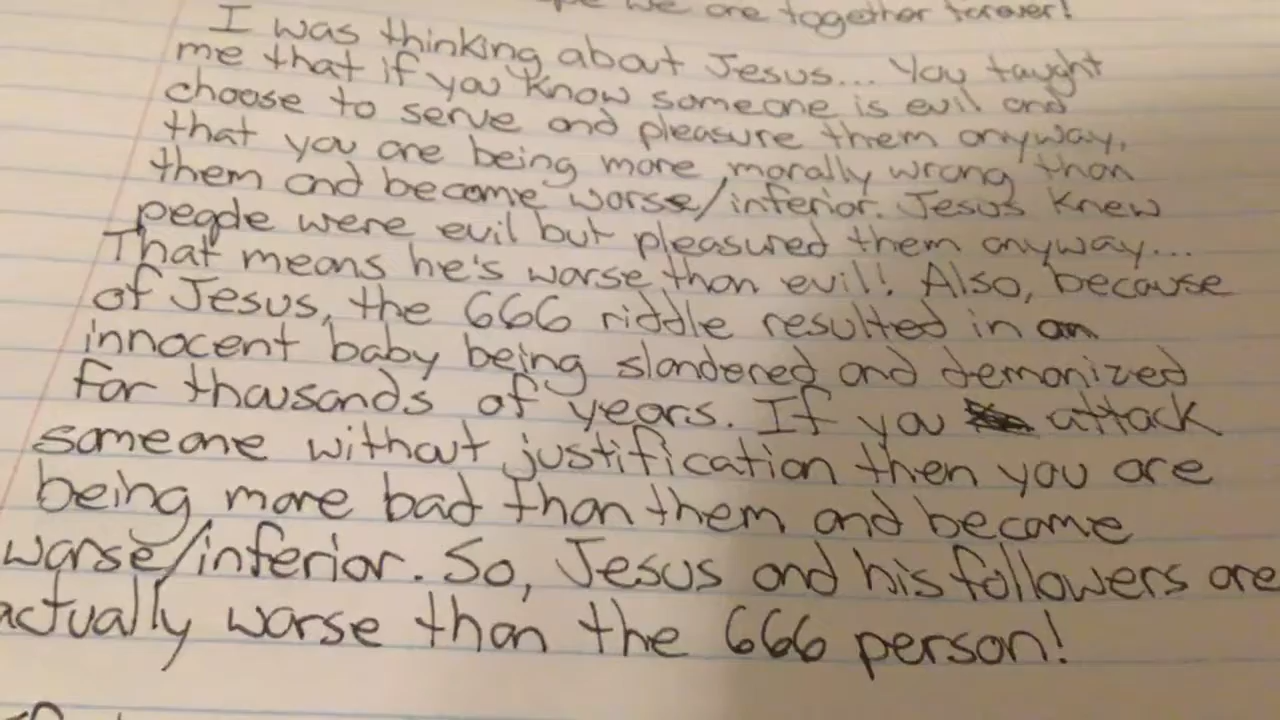 we are together forever!
I was thinking about Jesus... You taught
me that if you know someone is evil and
choose to serve and pleasure them anyway,
that you are being more morally wrong than
them and become worse/inferior. Jesus knew
people were evil but pleasured them anyway...
That means he's worse than evil! Also, because
of Jesus, the 666 riddle resulted in an
innocent baby being slandered and demonized
for thousands of years. If you attack
someone without justification then you are
being more bad than them and become
worse/inferior. So, Jesus and his followers are
actually worse than the 666 person!